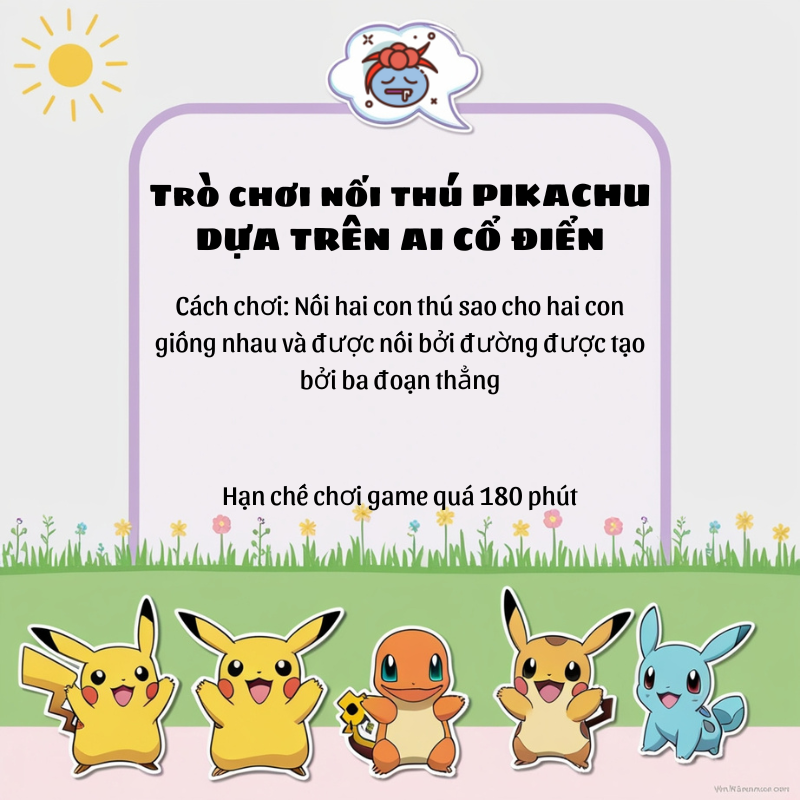 Trò chơi nối thú PIKACHU
dựa trên AI cổ điển
Cách chơi: Nối hai con thú sao cho hai con
giống nhau và được nối bởi đường được tạo
bởi ba đoạn thẳng
Hạn chế chơi game quá 180 phút